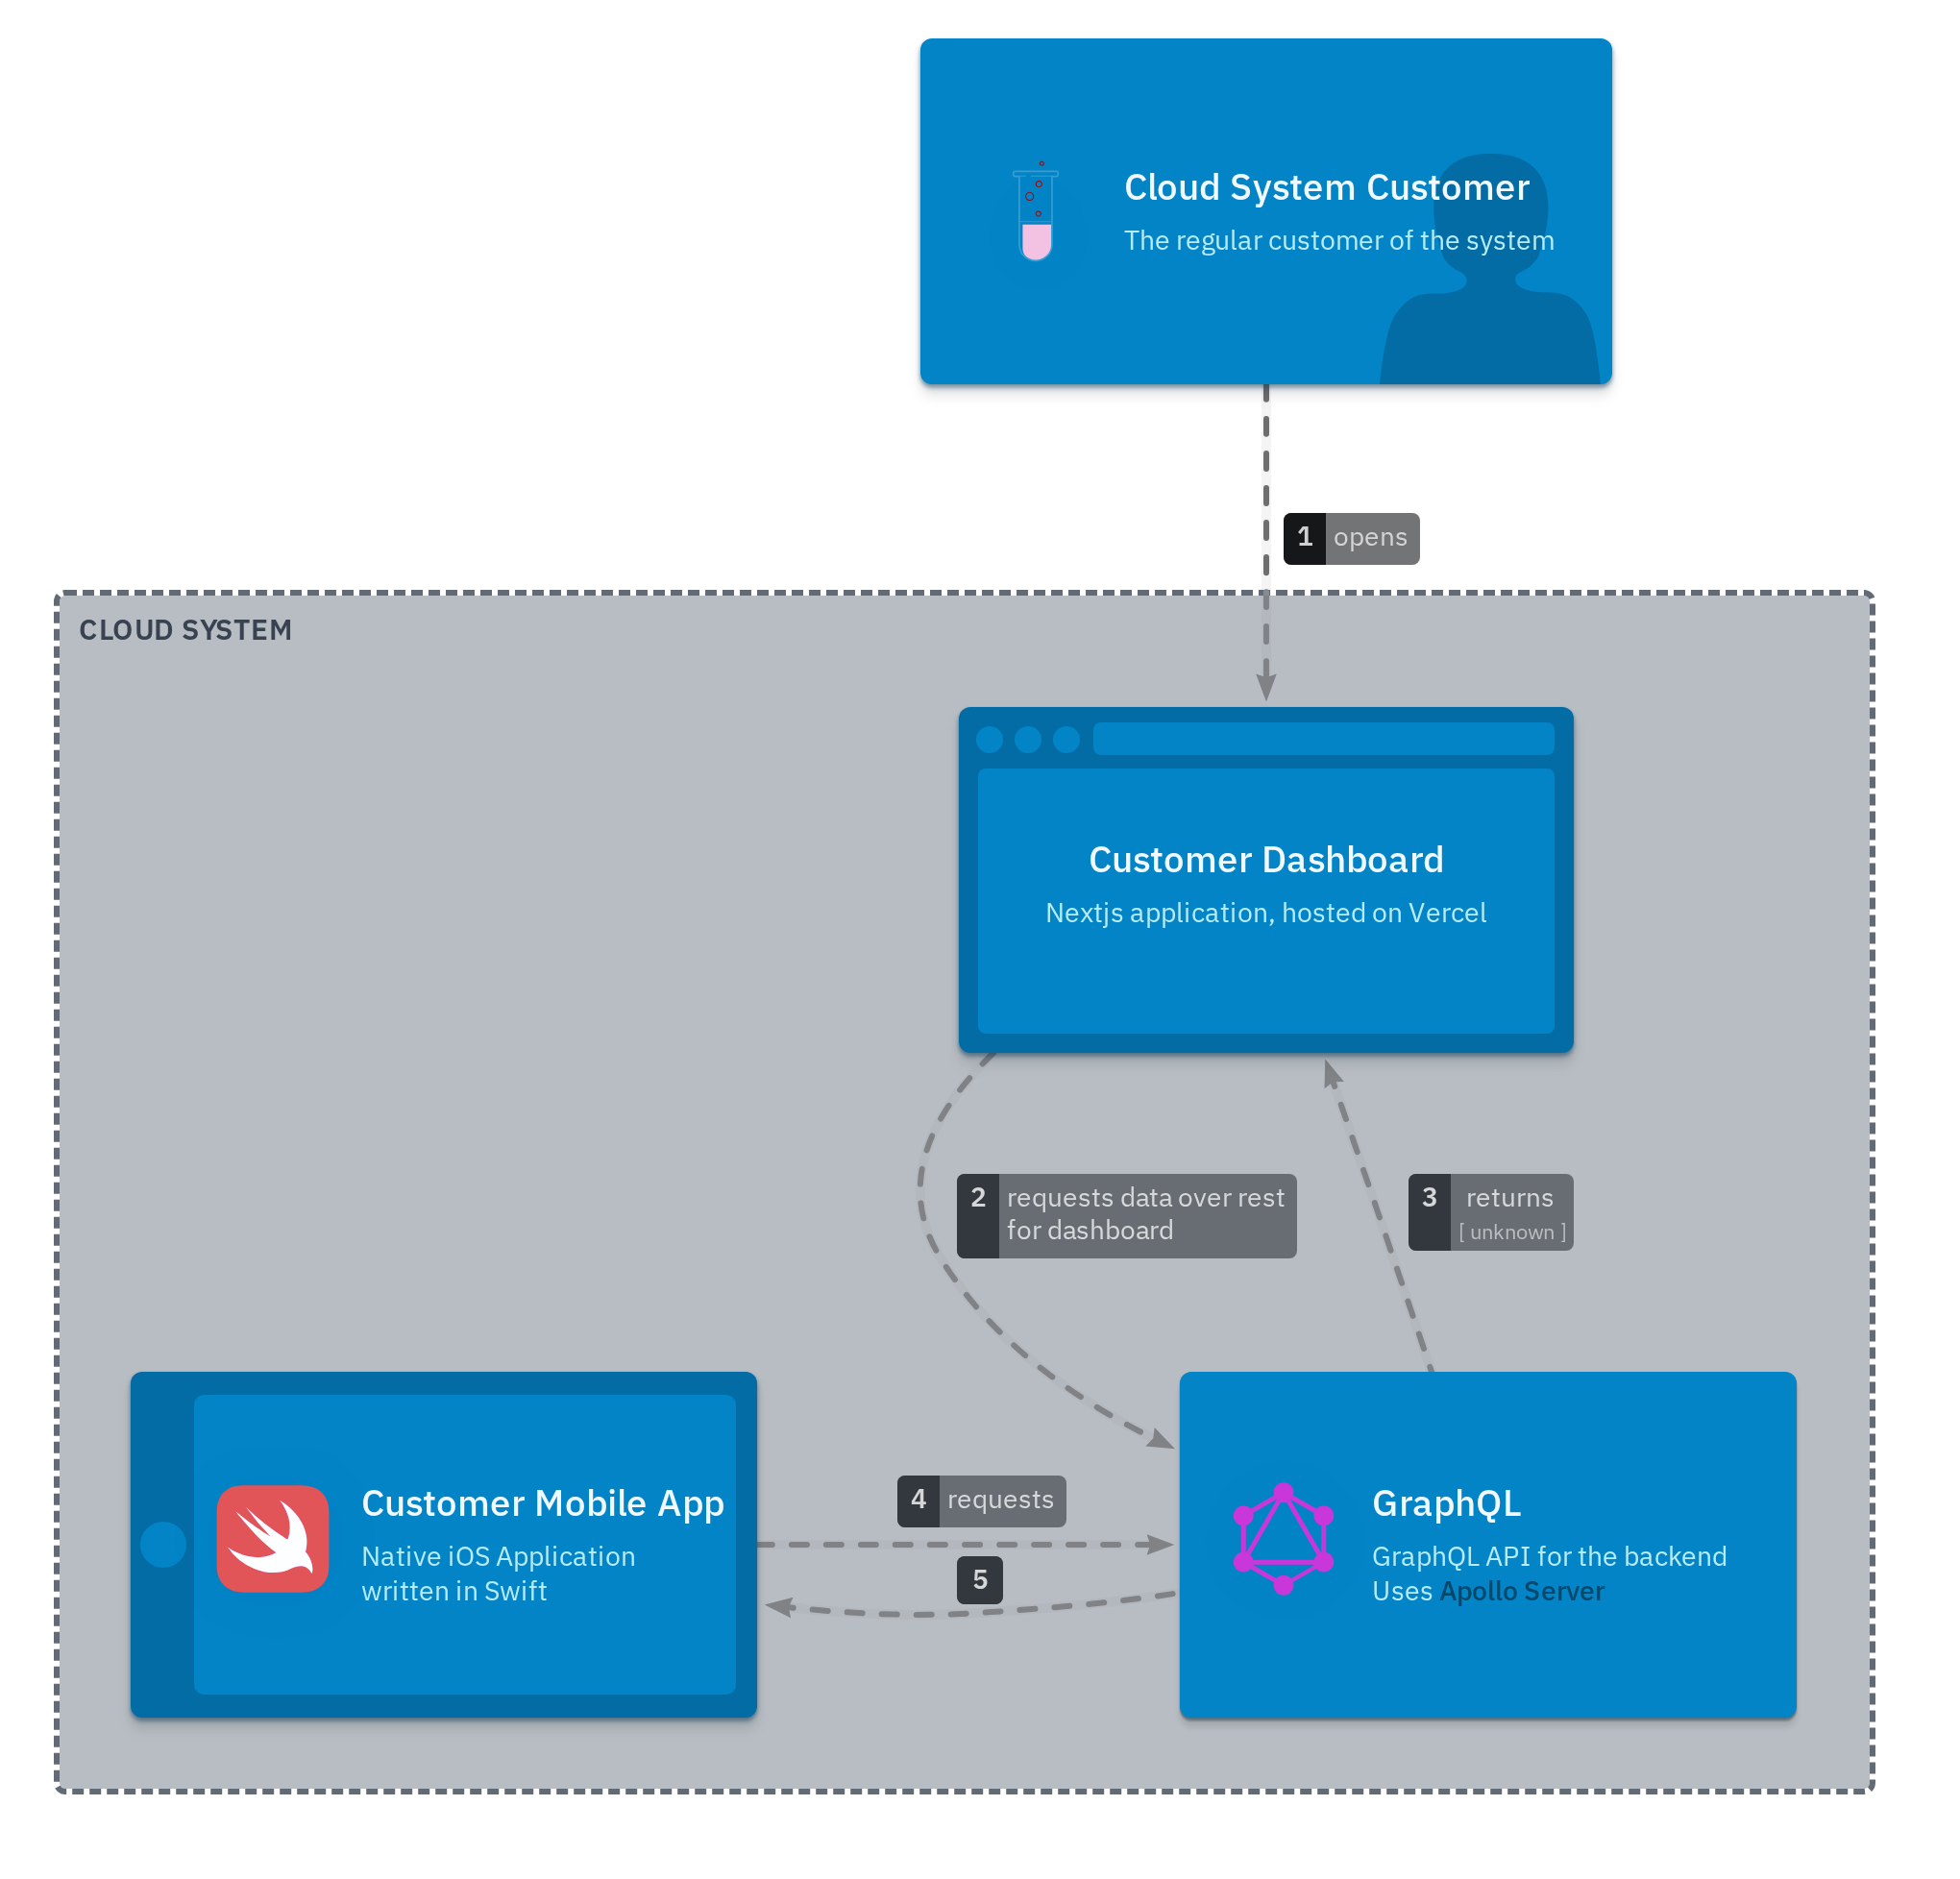 Cloud System Customer
The regular customer of the system
1 opens
CLOUD SYSTEM
Customer Dashboard
Nextjs application, hosted on Vercel
2 requests data over rest
for dashboard
3 returns
[ unknown ]
Customer Mobile App
Native iOS Application
written in Swift
4 requests
5
GraphQL
GraphQL API for the backend
Uses Apollo Server